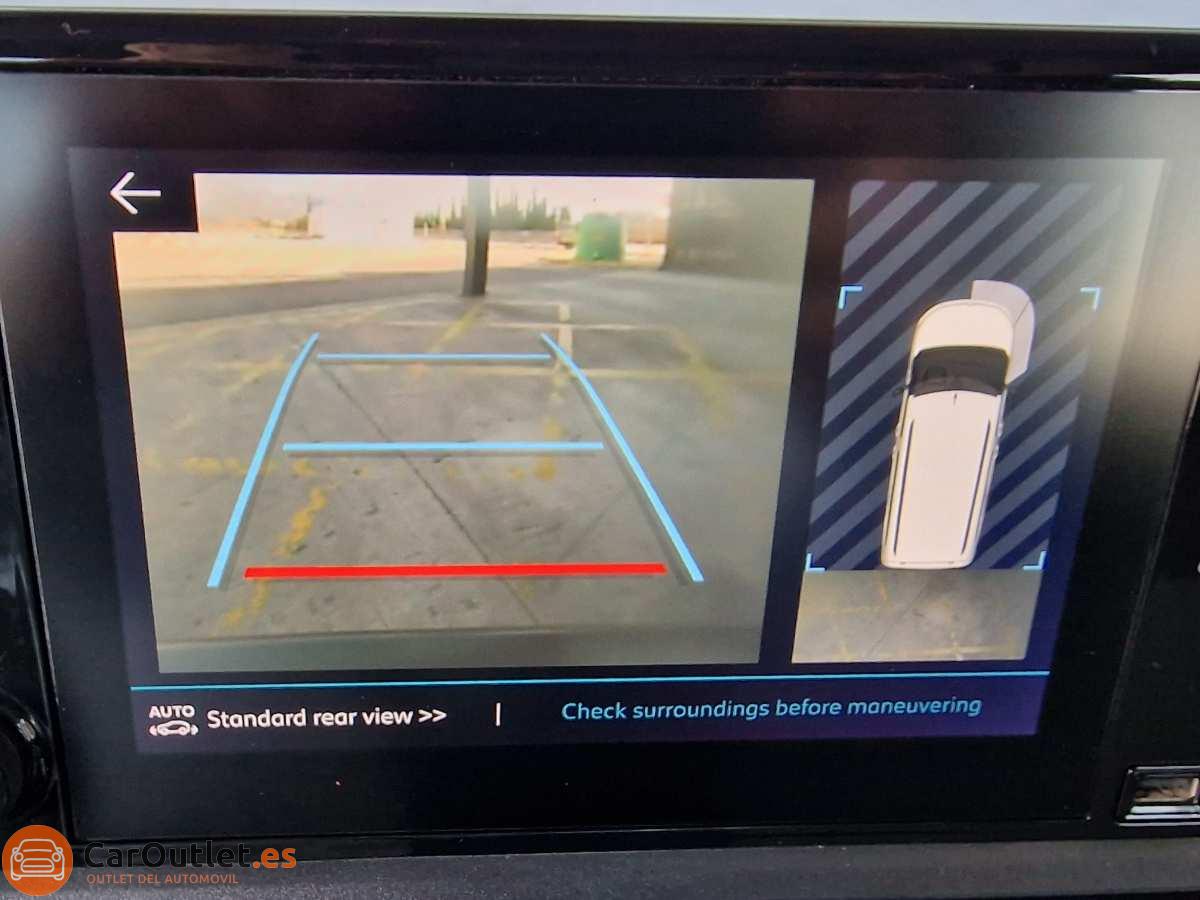 AUTO
Standard rear view >> | Check surroundings before maneuvering
CarOutlet.es
OUTLET DEL AUTOMOVIL